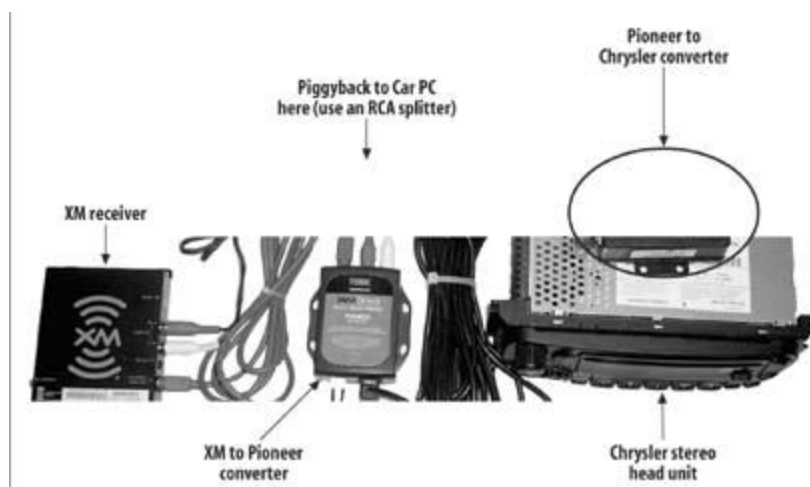 Pioneer to
Chrysler converter
Piggyback to Car PC
here (use an RCA splitter)
XM receiver
XM
XM to Pioneer
converter
Chrysler stereo
head unit